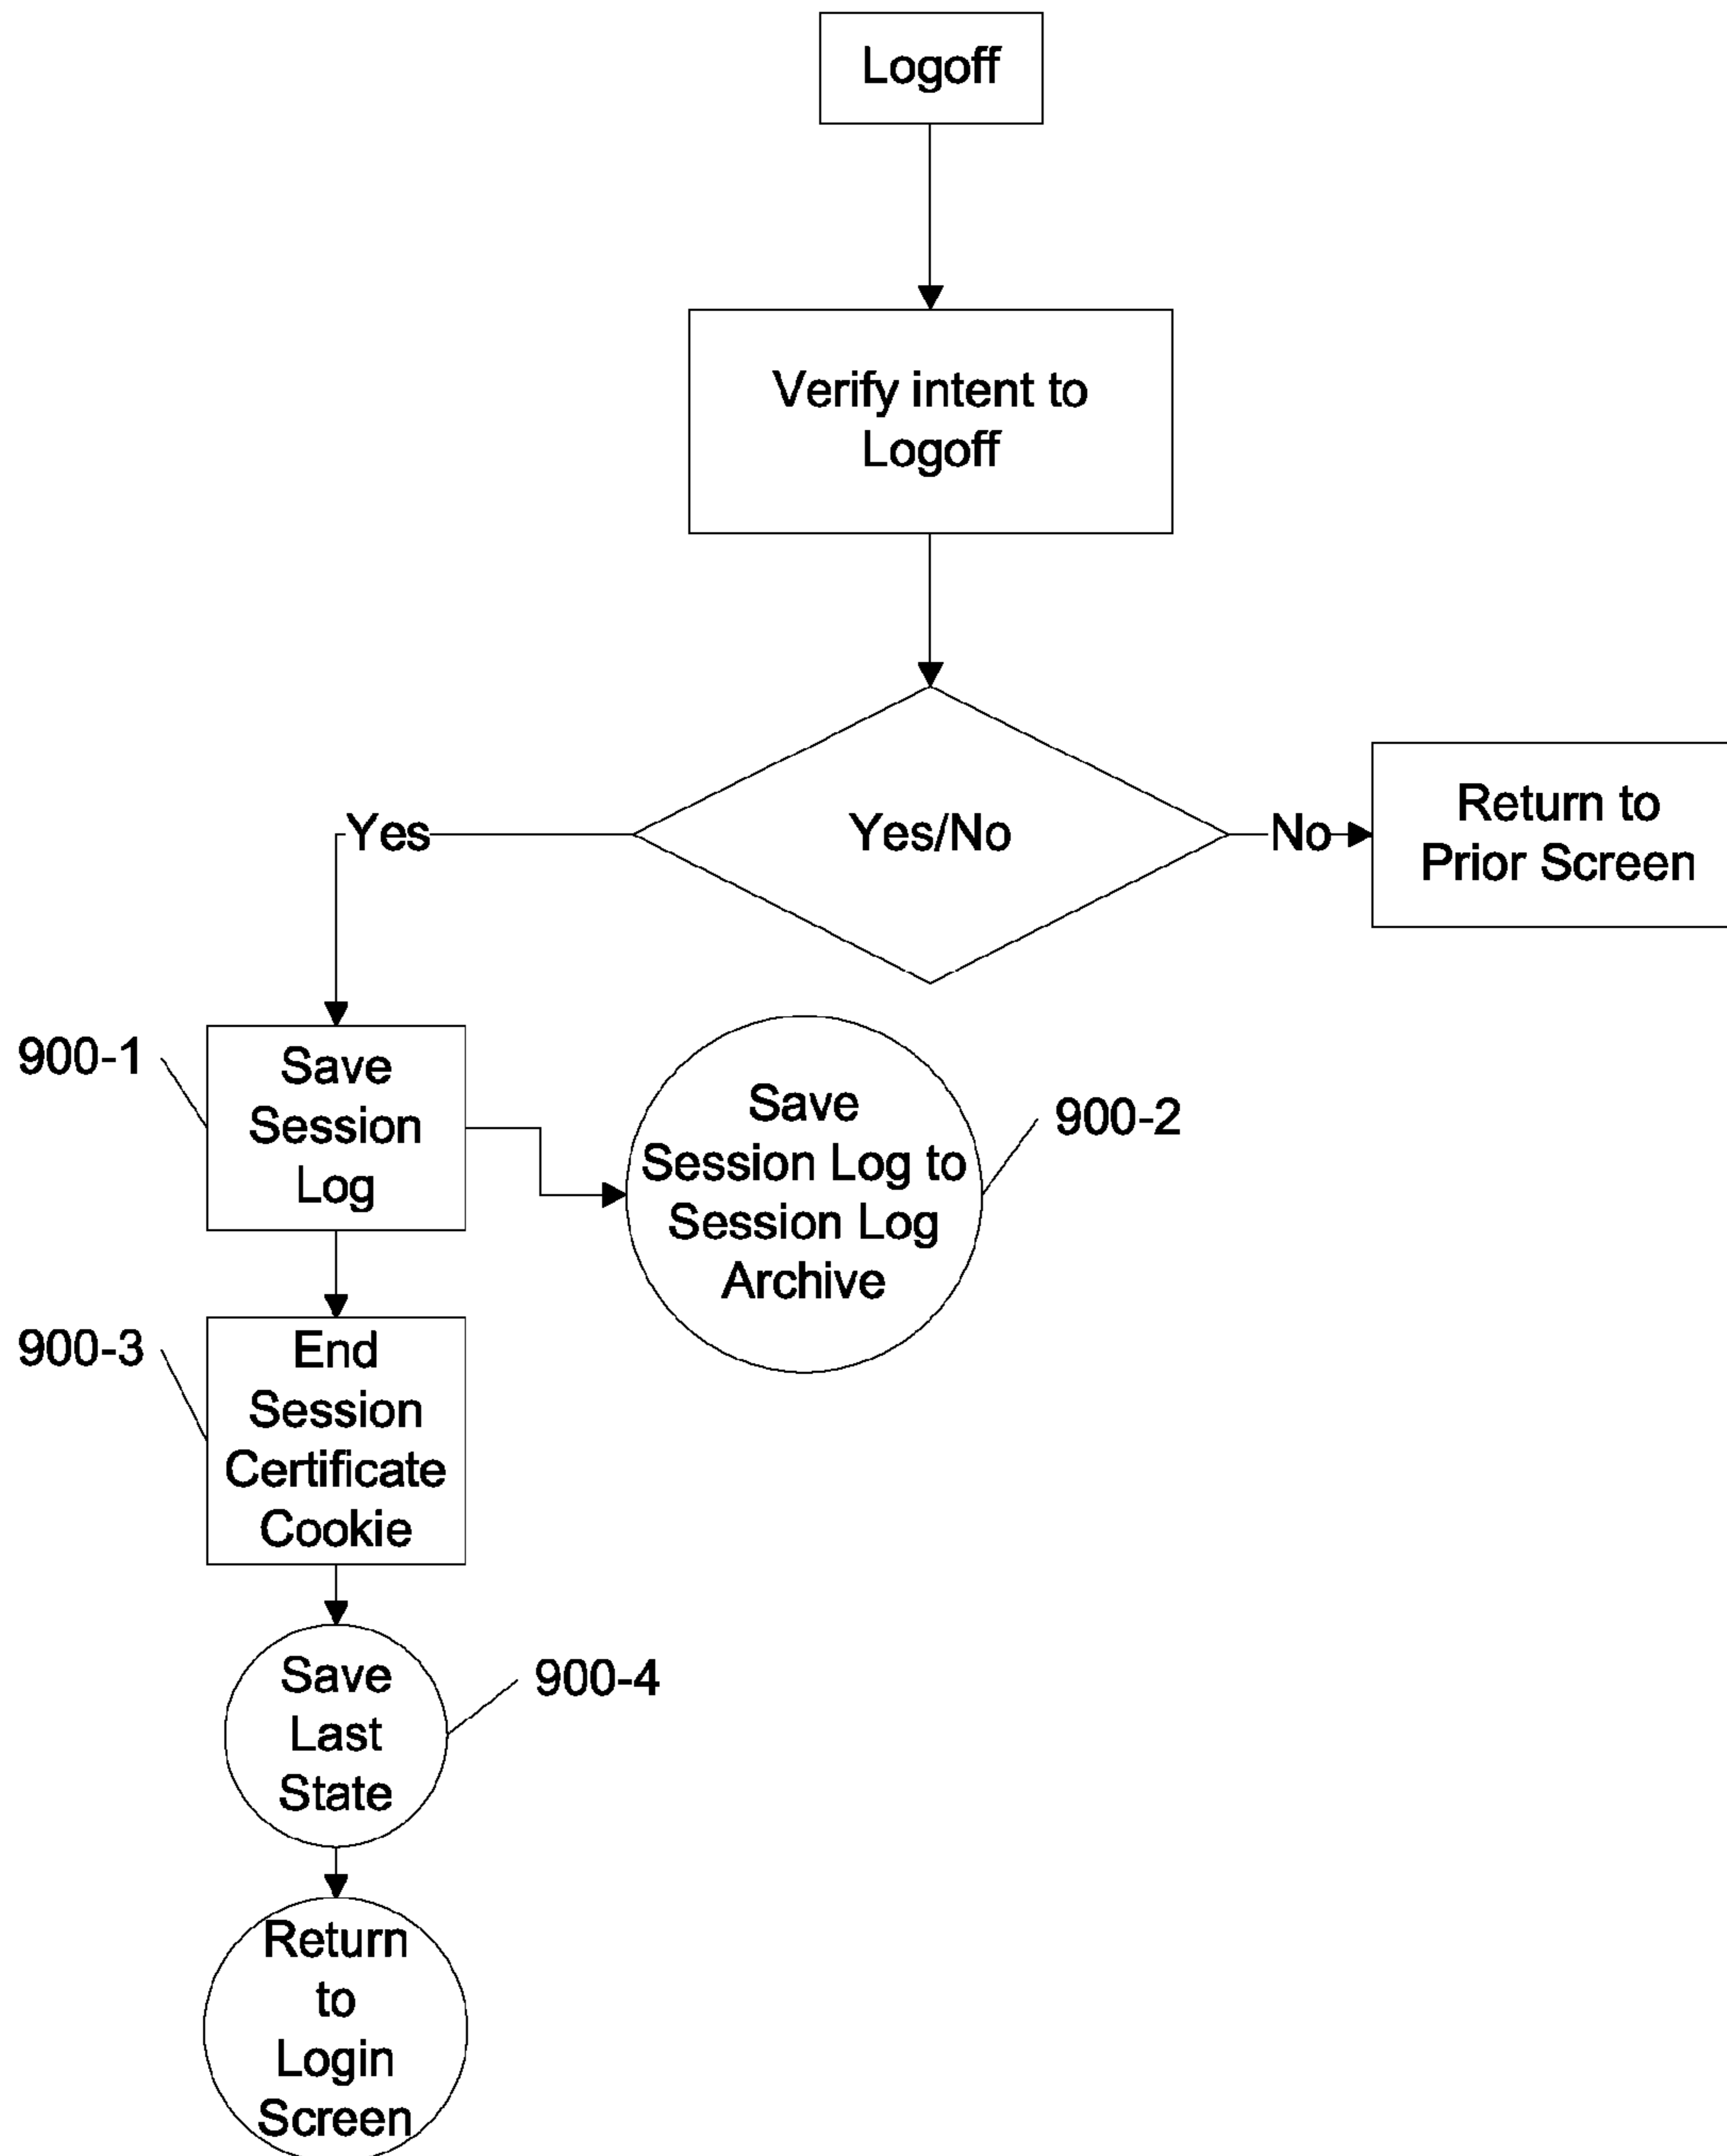 Logoff
Verify intent to
Logoff
Yes
Yes/No
No
Return to
Prior Screen
900-1
Save
Session
Log
Save
Session Log to
Session Log
Archive
900-2
900-3
End
Session
Certificate
Cookie
Save
Last
State
900-4
Return
to
Login
Screen